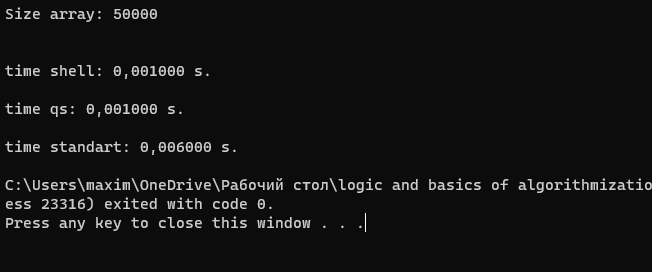 Size array: 50000
time shell: 0,001000 s.
time qs: 0,001000 s.
time standart: 0,006000 s.
C:\Users\maxim\OneDrive\Рабочий стол\logic and basics of algorithmizatio
ess 23316) exited with code 0.
Press any key to close this window . . .